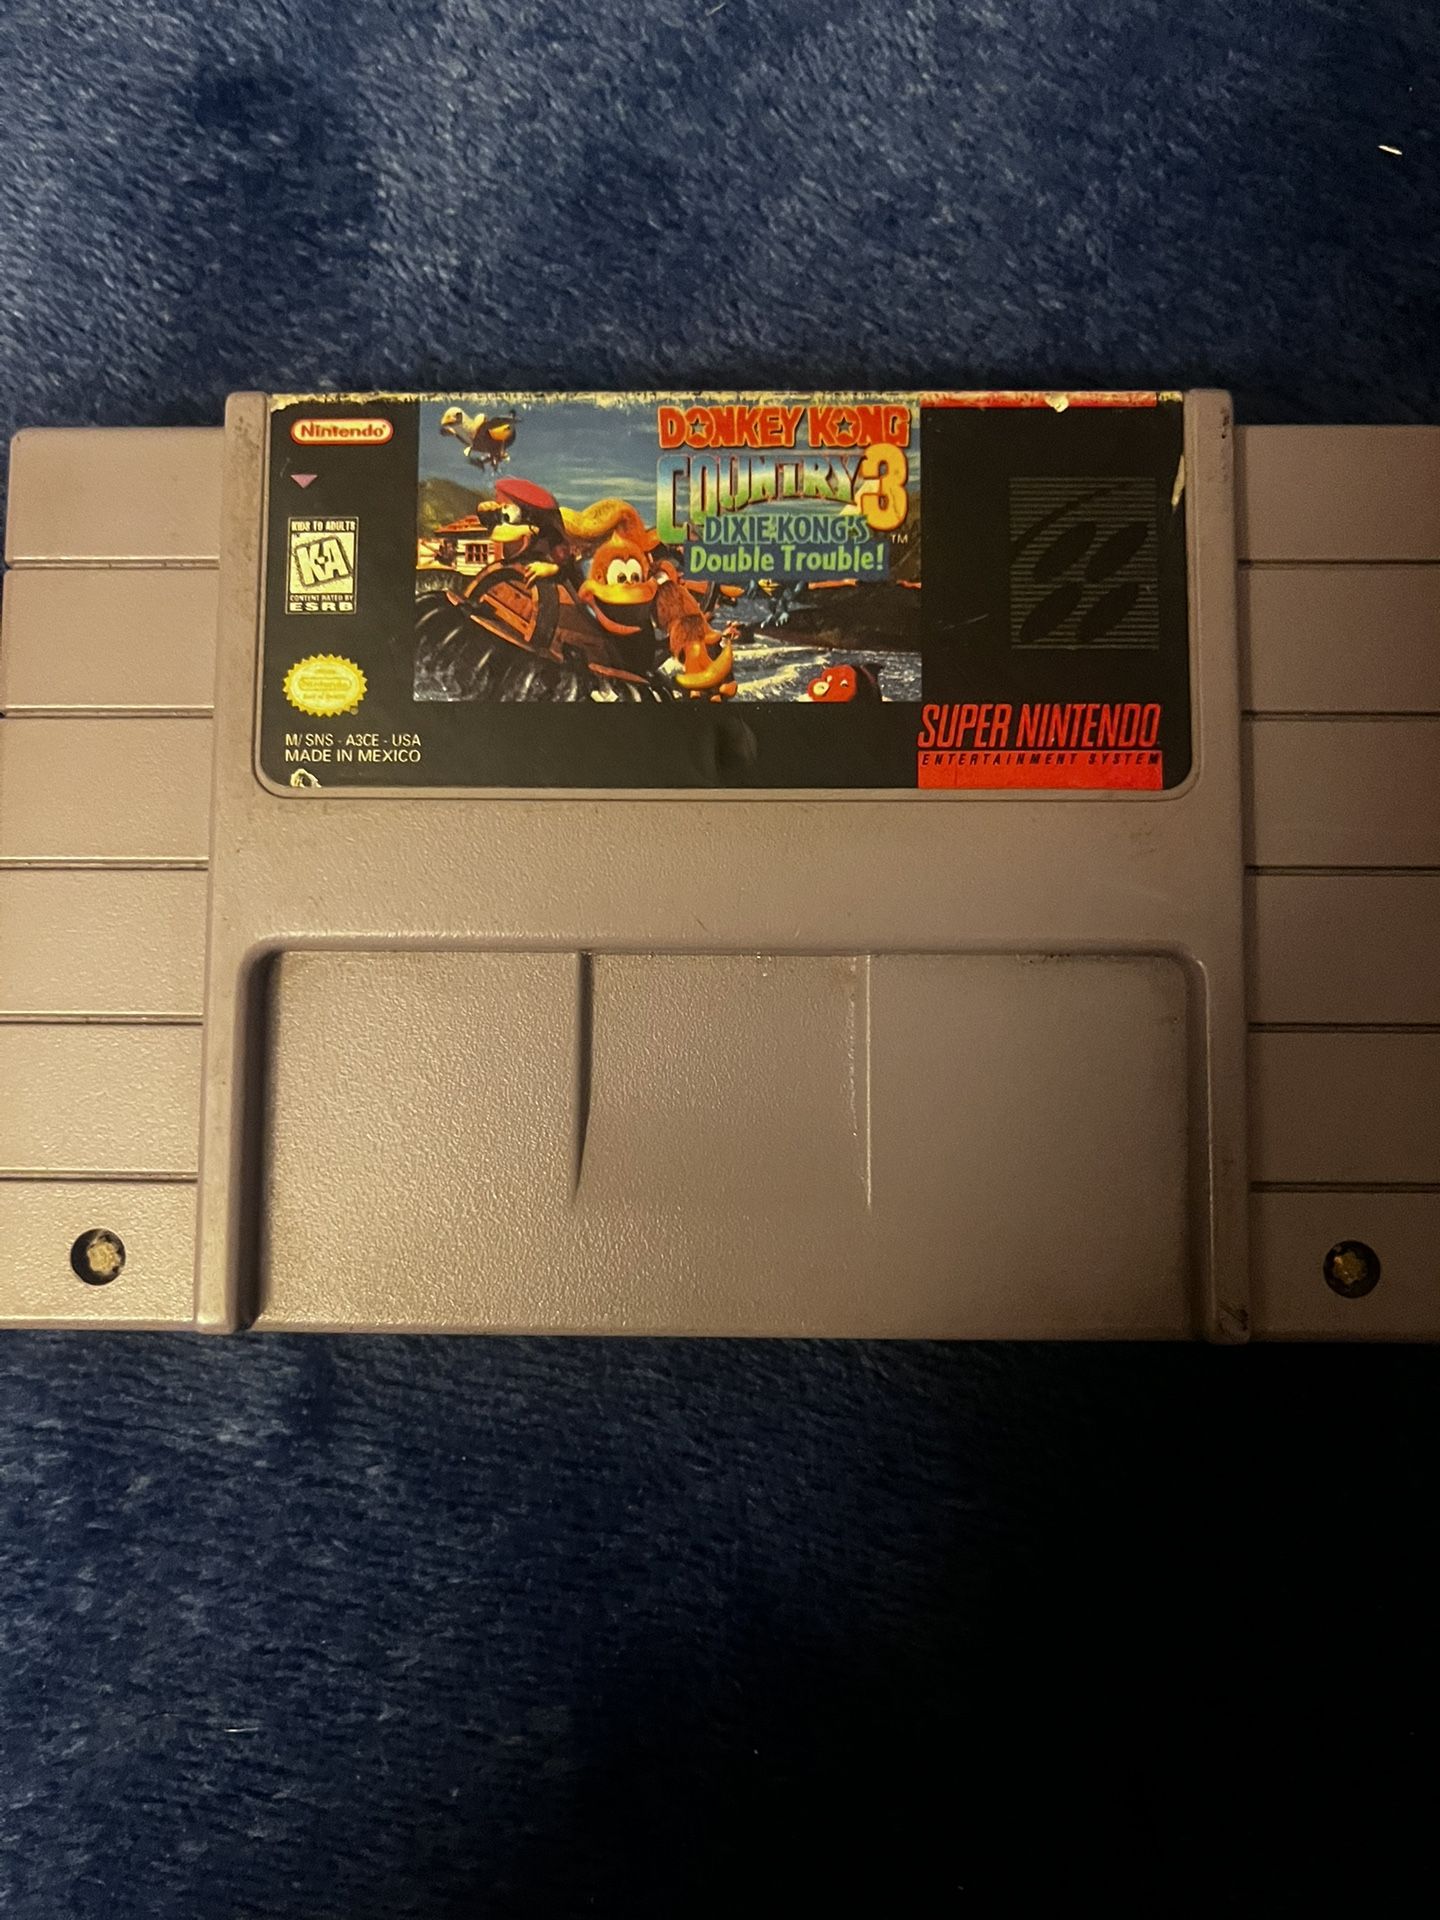 Nintendo®
KIDS TO ADULTS
K-A
CONTENT RATED BY
ESRB
M/ SNS - A3CE - USA
MADE IN MEXICO
DONKEY KONG
COUNTRY 3
DIXIE KONG'S
Double Trouble!
TM
SUPER NINTENDO
ENTERTAINMENT SYSTEM